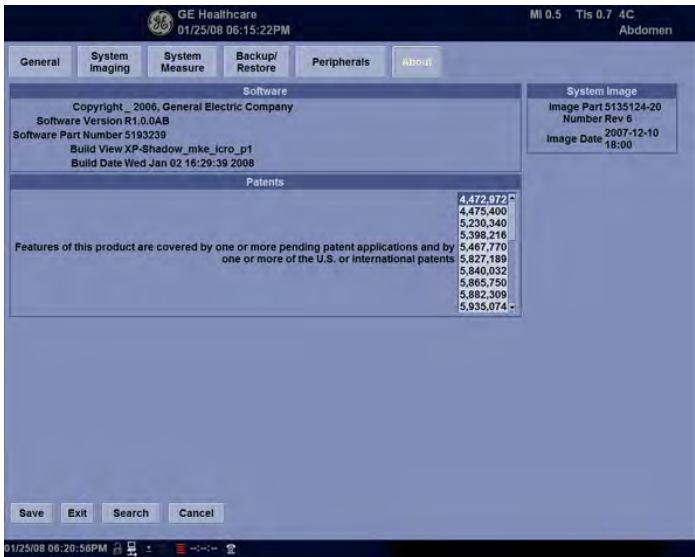 GE Healthcare
01/25/08 06:15:22PM
MI 0.5 TIs 0.7 4C
Abdomen
General
System Imaging
System Measure
Backup/ Restore
Peripherals
About
Software
Copyright _ 2006, General Electric Company
Software Version R1.0.0AB
Software Part Number 5193239
Build View XP-Shadow_mke_icro_p1
Build Date Wed Jan 02 16:29:39 2008
System Image
Image Part Number 5135124-20 Rev 6
Image Date 2007-12-10 18:00
Patents
Features of this product are covered by one or more pending patent applications and by
one or more of the U.S. or international patents
4,472,972
4,475,400
5,230,340
5,398,216
5,467,770
5,827,189
5,840,032
5,865,750
5,882,309
5,935,074
Save
Exit
Search
Cancel
01/25/08 06:20:56PM
--:--:--